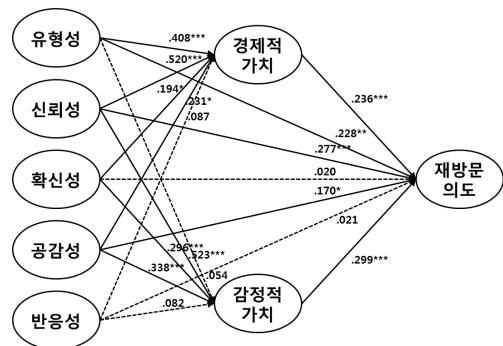 유형성
신뢰성
확신성
공감성
반응성
경제적
가치
감정적
가치
재방문
의도
.408***
.520***
.194*
.231*
.087
.236***
.228**
.277***
.020
.170*
.021
.296***
.523***
.338***
.054
.082
.299***